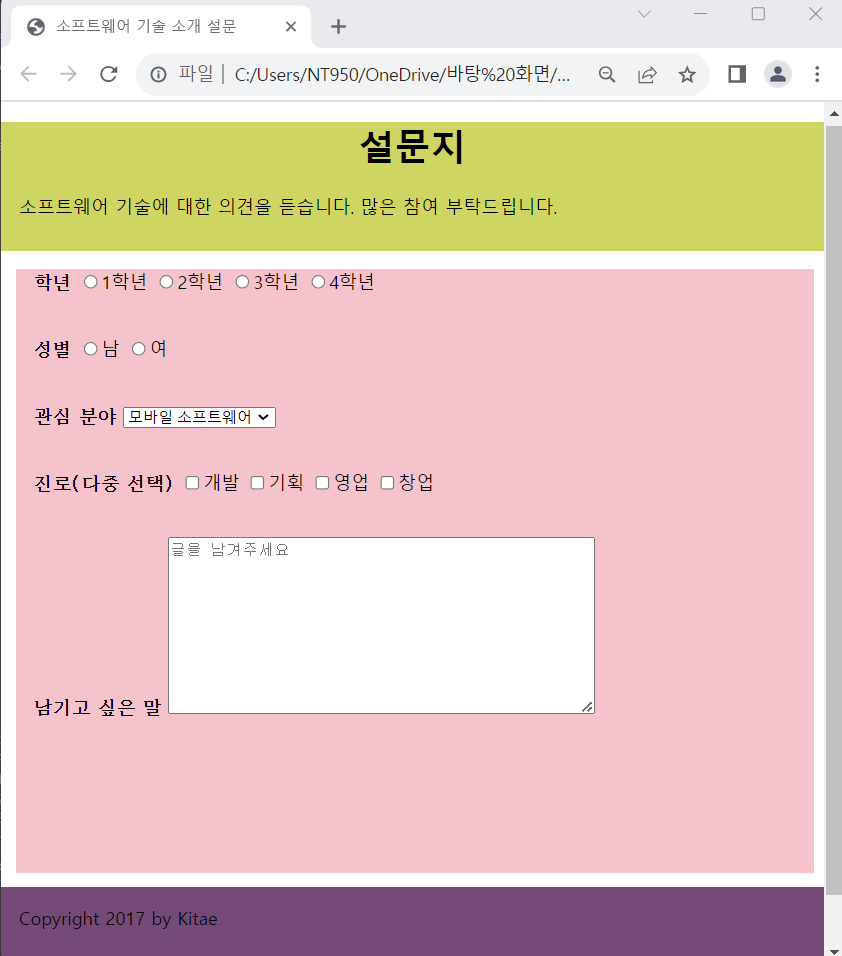 소프트웨어 기술 소개 설문
파일 | C:/Users/NT950/OneDrive/바탕%20화면/...
설문지
소프트웨어 기술에 대한 의견을 듣습니다. 많은 참여 부탁드립니다.
학년 1학년 2학년 3학년 4학년
성별 남 여
관심 분야 모바일 소프트웨어
진로(다중 선택) 개발 기획 영업 창업
글을 남겨주세요
남기고 싶은 말
Copyright 2017 by Kitae